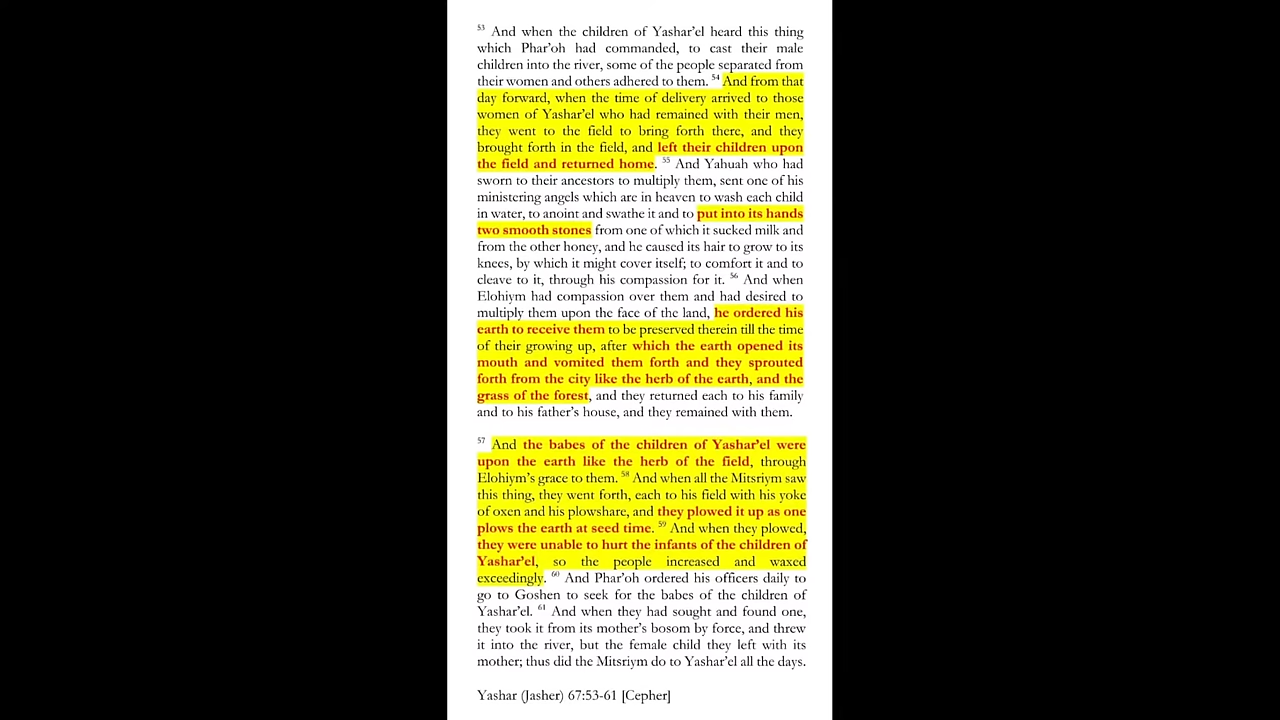 53 And when the children of Yashar'el heard this thing
which Phar'oh had commanded, to cast their male
children into the river, some of the people separated from
their women and others adhered to them. 54 And from that
day forward, when the time of delivery arrived to those
women of Yashar'el who had remained with their men,
they went to the field to bring forth there, and they
brought forth in the field, and left their children upon
the field and returned home. 55 And Yahuah who had
sworn to their ancestors to multiply them, sent one of his
ministering angels which are in heaven to wash each child
in water, to anoint and swathe it and to put into its hands
two smooth stones from one of which it sucked milk and
from the other honey, and he caused its hair to grow to its
knees, by which it might cover itself; to comfort it and to
cleave to it, through his compassion for it. 56 And when
Elohiym had compassion over them and had desired to
multiply them upon the face of the land, he ordered his
earth to receive them to be preserved therein till the time
of their growing up, after which the earth opened its
mouth and vomited them forth and they sprouted
forth from the city like the herb of the earth, and the
grass of the forest, and they returned each to his family
and to his father's house, and they remained with them.
57 And the babes of the children of Yashar'el were
upon the earth like the herb of the field, through
Elohiym's grace to them. 58 And when all the Mitsriym saw
this thing, they went forth, each to his field with his yoke
of oxen and his plowshare, and they plowed it up as one
plows the earth at seed time. 59 And when they plowed,
they were unable to hurt the infants of the children of
Yashar'el, so the people increased and waxed
exceedingly. 60 And Phar'oh ordered his officers daily to
go to Goshen to seek for the babes of the children of
Yashar'el. 61 And when they had sought and found one,
they took it from its mother's bosom by force, and threw
it into the river, but the female child they left with its
mother; thus did the Mitsriym do to Yashar'el all the days.
Yashar (Jasher) 67:53-61 [Cepher]